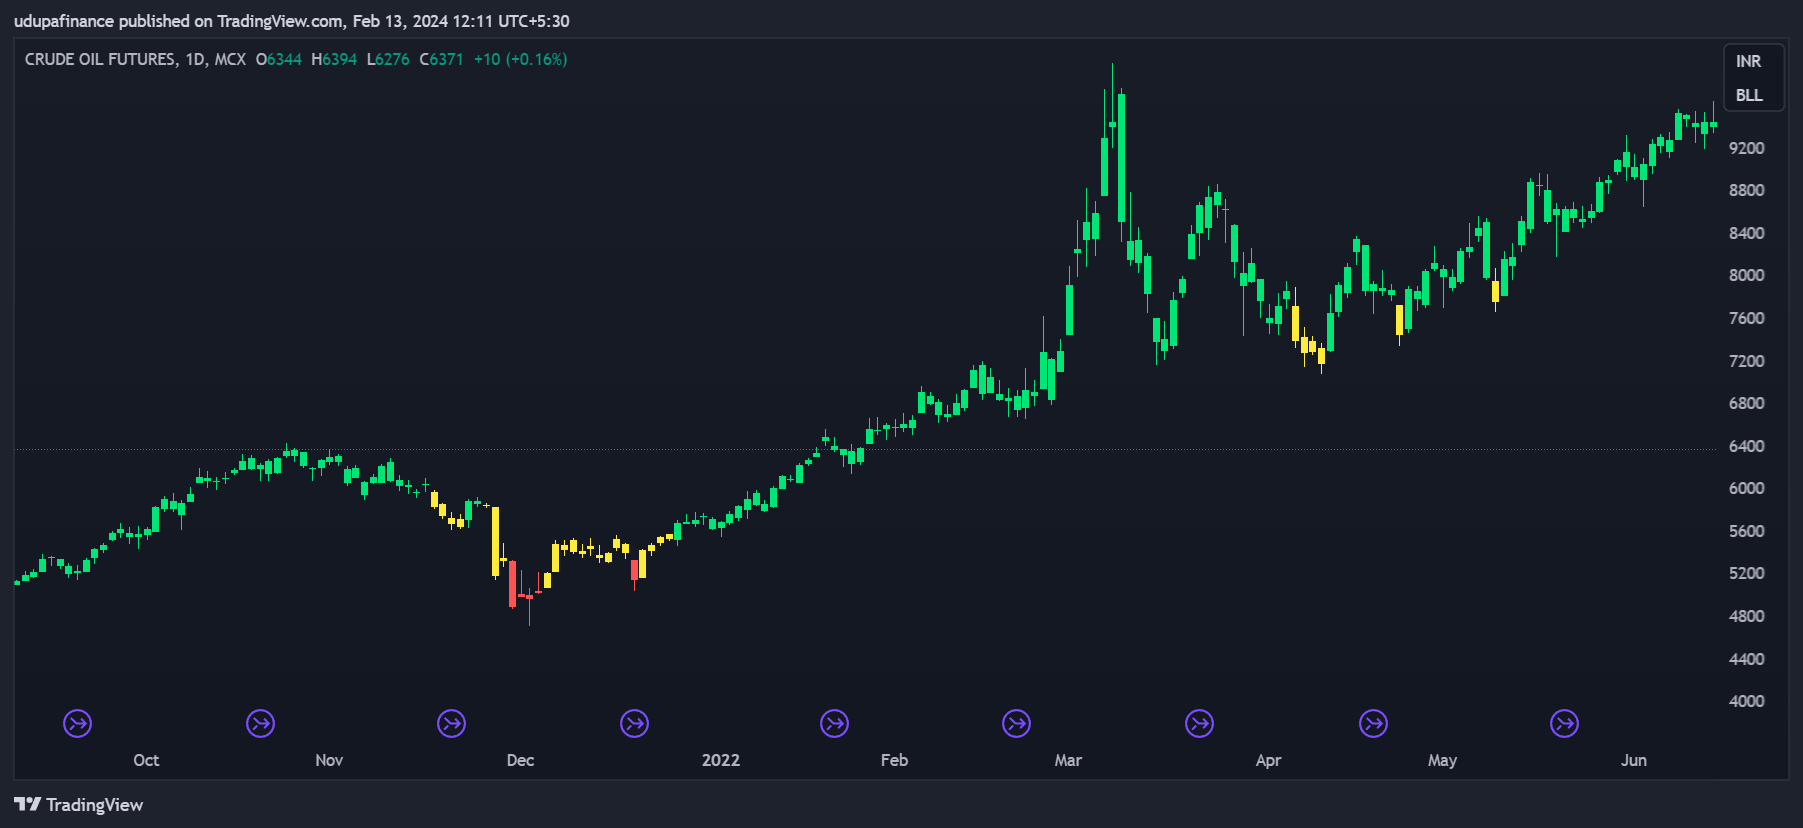 udupafinance published on TradingView.com, Feb 13, 2024 12:11 UTC+5:30
CRUDE OIL FUTURES, 1D, MCX O6344 H6394 L6276 C6371 +10 (+0.16%)
INR
BLL
9200
8800
8400
8000
7600
7200
6800
6400
6000
5600
5200
4800
4400
4000
Oct Nov Dec 2022 Feb Mar Apr May Jun
TradingView